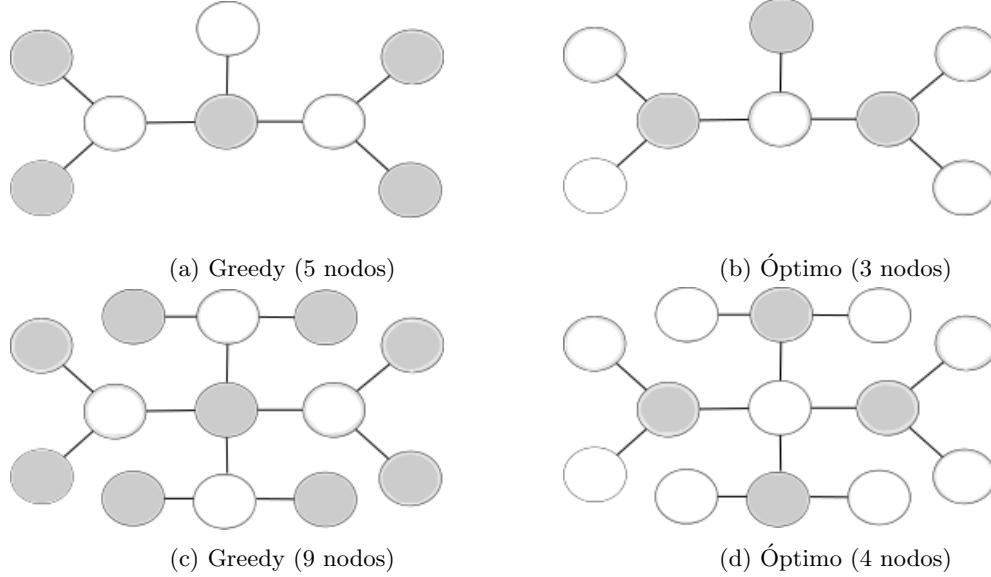 (a) Greedy (5 nodos)
(b) Óptimo (3 nodos)
(c) Greedy (9 nodos)
(d) Óptimo (4 nodos)